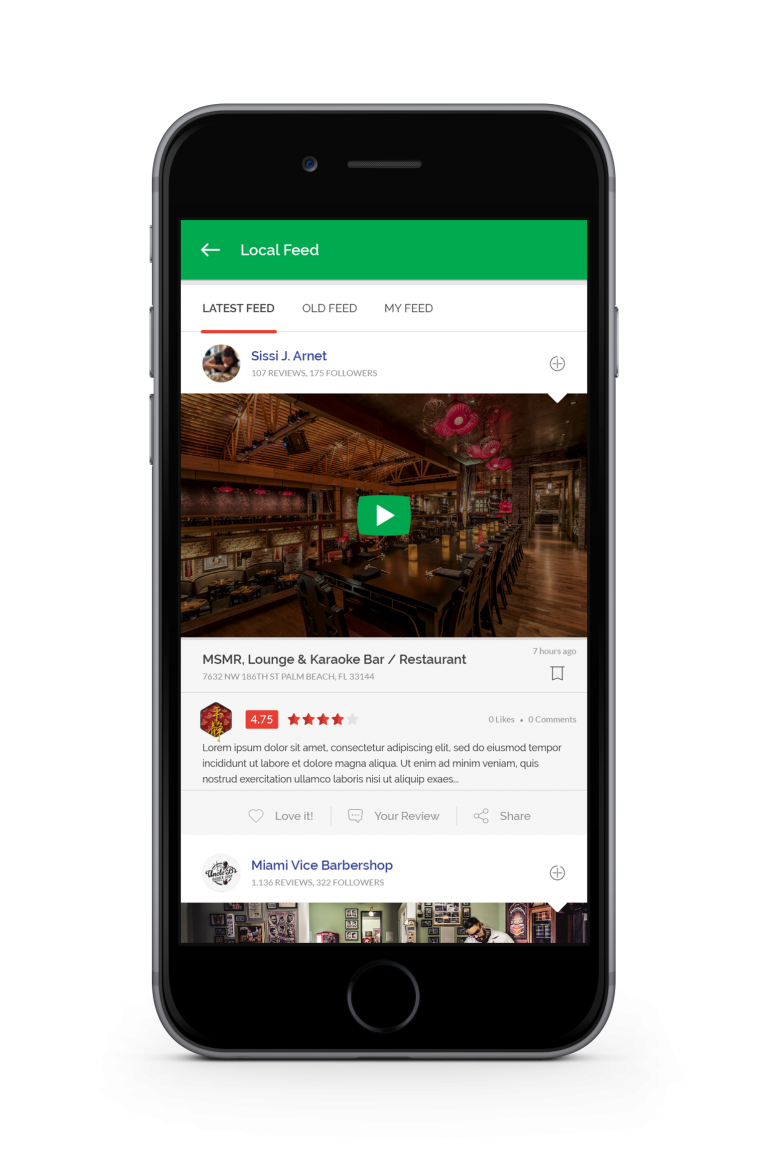 Local Feed
LATEST FEED OLD FEED MY FEED
Sissi J. Arnet
107 REVIEWS, 175 FOLLOWERS
7 hours ago
MSMR, Lounge & Karaoke Bar / Restaurant
7632 NW 186TH ST PALM BEACH, FL 33144
4.75
0 Likes • 0 Comments
Lorem ipsum dolor sit amet, consectetur adipiscing elit, sed do eiusmod tempor
incididunt ut labore et dolore magna aliqua. Ut enim ad minim veniam, quis
nostrud exercitation ullamco laboris nisi ut aliquip exaes...
Love it! Your Review Share
Miami Vice Barbershop
1.136 REVIEWS, 322 FOLLOWERS